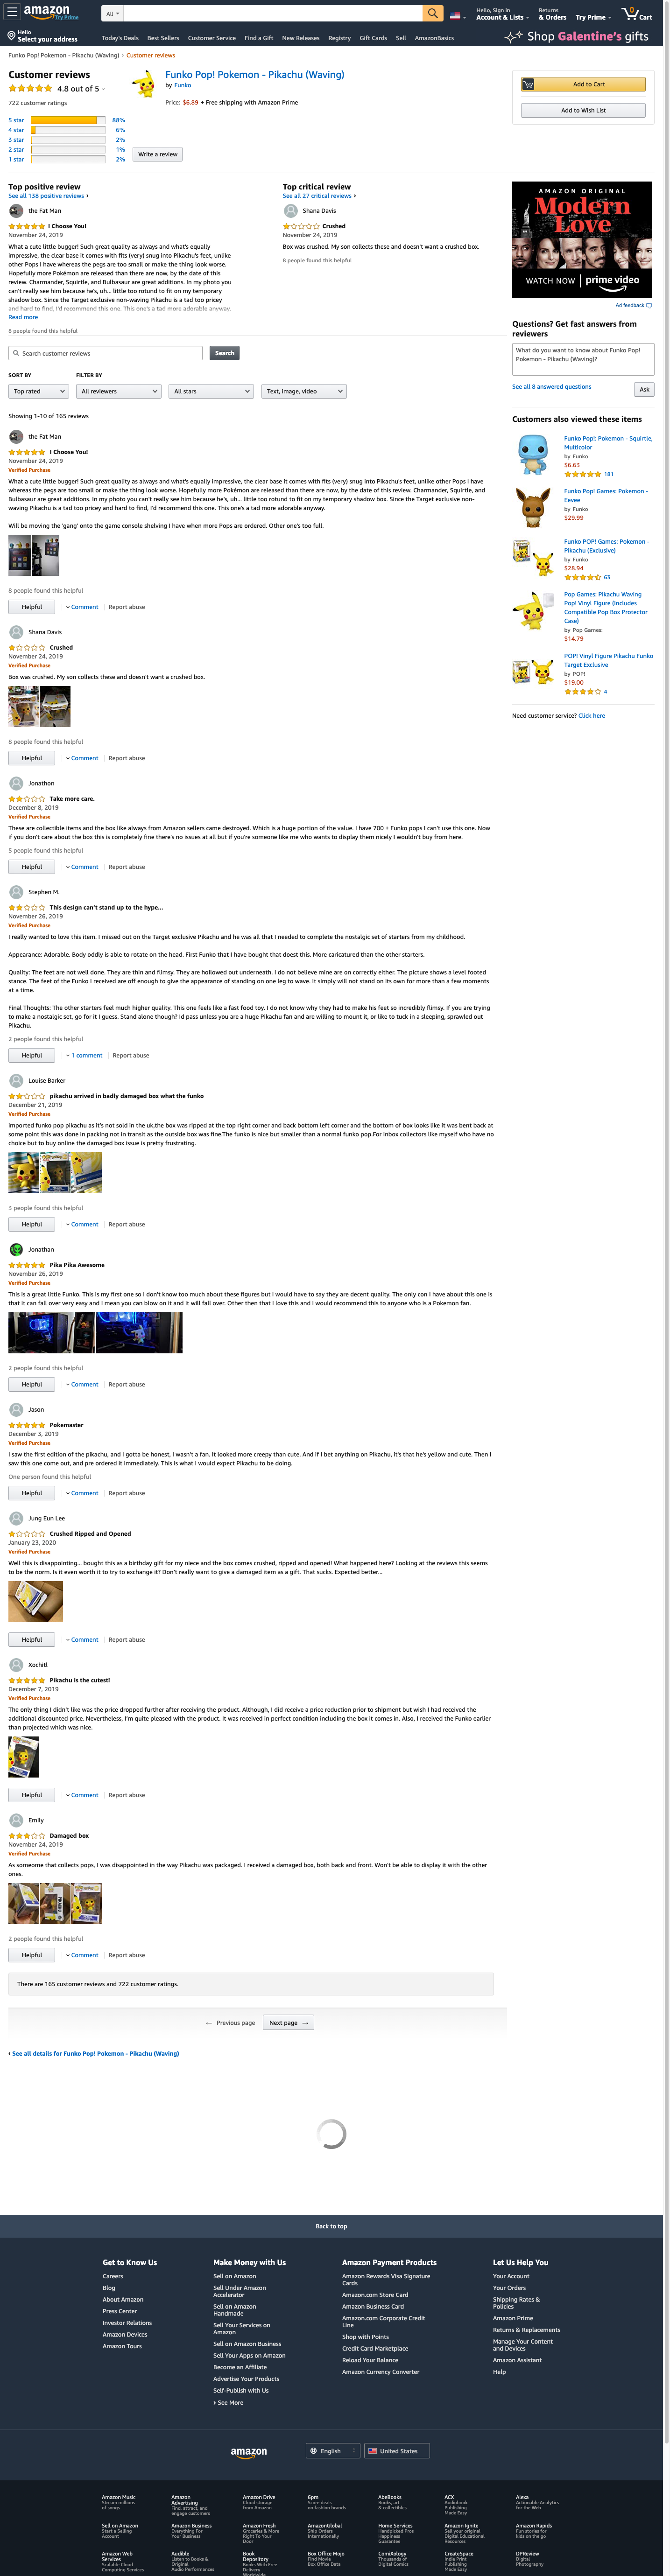 amazon
Try Prime
All
Hello, Sign in
Account & Lists
Returns
& Orders
Try Prime
0
Cart
Hello
Select your address
Today's Deals
Best Sellers
Customer Service
Find a Gift
New Releases
Registry
Gift Cards
Sell
AmazonBasics
Shop Galentine's gifts
Funko Pop! Pokemon - Pikachu (Waving) › Customer reviews
Customer reviews
4.8 out of 5
722 customer ratings
5 star 88%
4 star 6%
3 star 2%
2 star 1%
1 star 2%
Funko Pop! Pokemon - Pikachu (Waving)
by Funko
Price: $6.89 + Free shipping with Amazon Prime
Write a review
Add to Cart
Add to Wish List
Top positive review
See all 138 positive reviews
the Fat Man
I Choose You!
November 24, 2019
What a cute little bugger! Such great quality as always and what's equally
impressive, the clear base it comes with fits (very) snug into Pikachu's feet, unlike
other Pops I have whereas the pegs are too small or make the thing look worse.
Hopefully more Pokémon are released then there are now, by the date of this
review. Charmander, Squirtle, and Bulbasaur are great additions. In my photo you
can't really see him because he's, uh... little too rotund to fit on my temporary
shadow box. Since the Target exclusive non-waving Pikachu is a tad too pricey
and hard to find, I'd recommend this one. This one's a tad more adorable anyway.
Read more
8 people found this helpful
Top critical review
See all 27 critical reviews
Shana Davis
Crushed
November 24, 2019
Box was crushed. My son collects these and doesn't want a crushed box.
8 people found this helpful
AMAZON ORIGINAL
Modern
Love
WATCH NOW
prime video
Ad feedback
Search customer reviews
Search
SORT BY
FILTER BY
Top rated
All reviewers
All stars
Text, image, video
Showing 1-10 of 165 reviews
the Fat Man
I Choose You!
November 24, 2019
Verified Purchase
What a cute little bugger! Such great quality as always and what's equally impressive, the clear base it comes with fits (very) snug into Pikachu's feet, unlike other Pops I have
whereas the pegs are too small or make the thing look worse. Hopefully more Pokémon are released then there are now, by the date of this review. Charmander, Squirtle, and
Bulbasaur are great additions. In my photo you can't really see him because he's, uh... little too rotund to fit on my temporary shadow box. Since the Target exclusive non-
waving Pikachu is a tad too pricey and hard to find, I'd recommend this one. This one's a tad more adorable anyway.
Will be moving the 'gang' onto the game console shelving I have when more Pops are Ordered. Other one's too full.
8 people found this helpful
Helpful
Comment
Report abuse
Shana Davis
Crushed
November 24, 2019
Verified Purchase
Box was crushed. My son collects these and doesn't want a crushed box.
8 people found this helpful
Helpful
Comment
Report abuse
Jonathon
Take more care.
December 8, 2019
Verified Purchase
These are collectible items and the box like always from Amazon sellers came destroyed. Which is a huge portion of the value. I have 700 + Funko pops I can't use this one. Now
if you don't care about the box this is completely fine there's no issues at all but if you're someone like me who wants to display them nicely I wouldn't buy from here.
5 people found this helpful
Helpful
Comment
Report abuse
Stephen M.
This design can't stand up to the hype...
November 26, 2019
Verified Purchase
I really wanted to love this item. I missed out on the Target exclusive Pikachu and he was all that I needed to complete the nostalgic set of starters from my childhood.
Appearance: Adorable. Body oddly is able to rotate on the head. First Funko that I have bought that doest this. More caricatured than the other starters.
Quality: The feet are not well done. They are thin and flimsy. They are hollowed out underneath. I do not believe mine are on correctly either. The picture shows a level footed
stance. The feet of the Funko I received are off enough to give the appearance of standing on one leg to wave. It simply will not stand on its own for more than a few moments
at a time.
Final Thoughts: The other starters feel much higher quality. This one feels like a fast food toy. I do not know why they had to make his feet so incredibly flimsy. If you are trying
to make a nostalgic set, go for it I guess. Stand alone though? Id pass unless you are a huge Pikachu fan and are willing to mount it, or like to tuck in a sleeping, sprawled out
Pikachu.
2 people found this helpful
Helpful
1 comment
Report abuse
Louise Barker
pikachu arrived in badly damaged box what the funko
December 21, 2019
Verified Purchase
imported funko pop pikachu as it's not sold in the uk,the box was ripped at the top right corner and back bottom left corner and the bottom of box looks like it was bent back at
some point this was done in packing not in transit as the outside box was fine.The funko is nice but smaller than a normal funko pop.For inbox collectors like myself who have no
choice but to buy online the damaged box issue is pretty frustrating.
3 people found this helpful
Helpful
Comment
Report abuse
Jonathan
Pika Pika Awesome
November 26, 2019
Verified Purchase
This is a great little Funko. This is my first one so I don't know too much about these figures but I would have to say they are decent quality. The only con I have about this one is
that it can fall over very easy and I mean you can look down on it and it will fall over. Other then that I love this and I would recommend this to anyone who is a Pokemon fan.
2 people found this helpful
Helpful
Comment
Report abuse
Jason
Pokemaster
December 3, 2019
Verified Purchase
I saw the first edition of the pikachu, and I gotta be honest, I wasn't a fan. It looked more creepy than cute. And if I bet anything on Pikachu, it's that he's yellow and cute. Then I
saw this one come out, and pre ordered it immediately. This is what I would expect Pikachu to be doing.
One person found this helpful
Helpful
Comment
Report abuse
Jung Eun Lee
Crushed Ripped and Opened
January 23, 2020
Verified Purchase
Well this is disappointing... bought this as a birthday gift for my niece and the box comes crushed, ripped and opened! What happened here? Looking at the reviews this seems
to be the norm. Is it even worth it to try to exchange it? Don't really want to give a damaged item as a gift. That sucks. Expected better...
Helpful
Comment
Report abuse
Xochitl
Pikachu is the cutest!
December 7, 2019
Verified Purchase
The only thing I didn't like was the price dropped further after receiving the product. Although, I did receive a price reduction prior to shipment but wish I had received the
additional discounted price. Nevertheless, I'm quite pleased with the product. It was received in perfect condition including the box it comes in. Also, I received the Funko earlier
than projected which was nice.
Helpful
Comment
Report abuse
Emily
Damaged box
November 24, 2019
Verified Purchase
As someone that collects pops, I was disappointed in the way Pikachu was packaged. I received a damaged box, both back and front. Won't be able to display it with the other
ones.
2 people found this helpful
Helpful
Comment
Report abuse
There are 165 customer reviews and 722 customer ratings.
← Previous page
Next page →
‹ See all details for Funko Pop! Pokemon - Pikachu (Waving)
Questions? Get fast answers from
reviewers
What do you want to know about Funko Pop!
Pokemon - Pikachu (Waving)?
See all 8 answered questions
Ask
Customers also viewed these items
Funko Pop!: Pokemon - Squirtle,
Multicolor
by Funko
$6.63
181
Funko Pop! Games: Pokemon -
Eevee
by Funko
$29.99
Funko POP! Games: Pokemon -
Pikachu (Exclusive)
by Funko
$28.94
63
Pop Games: Pikachu Waving
Pop! Vinyl Figure (Includes
Compatible Pop Box Protector
Case)
by Pop Games:
$14.79
POP! Vinyl Figure Pikachu Funko
Target Exclusive
by POP!
$19.00
4
Need customer service? Click here
Back to top
Get to Know Us
Careers
Blog
About Amazon
Press Center
Investor Relations
Amazon Devices
Amazon Tours
Make Money with Us
Sell on Amazon
Sell Under Amazon
Accelerator
Sell on Amazon
Handmade
Sell Your Services on
Amazon
Sell on Amazon Business
Sell Your Apps on Amazon
Become an Affiliate
Advertise Your Products
Self-Publish with Us
› See More
Amazon Payment Products
Amazon Rewards Visa Signature
Cards
Amazon.com Store Card
Amazon Business Card
Amazon.com Corporate Credit
Line
Shop with Points
Credit Card Marketplace
Reload Your Balance
Amazon Currency Converter
Let Us Help You
Your Account
Your Orders
Shipping Rates &
Policies
Amazon Prime
Returns & Replacements
Manage Your Content
and Devices
Amazon Assistant
Help
amazon
English
United States
Amazon Music
Stream millions
of songs
Amazon
Advertising
Find, attract, and
engage customers
Amazon Drive
Cloud storage
from Amazon
6pm
Score deals
on fashion brands
AbeBooks
Books, art
& collectibles
ACX
Audiobook
Publishing
Made Easy
Alexa
Actionable Analytics
for the Web
Sell on Amazon
Start a Selling
Account
Amazon Business
Everything For
Your Business
Amazon Fresh
Groceries & More
Right To Your
Door
AmazonGlobal
Ship Orders
Internationally
Home Services
Handpicked Pros
Happiness
Guarantee
Amazon Ignite
Sell your original
Digital Educational
Resources
Amazon Rapids
Fun stories for
kids on the go
Amazon Web
Services
Scalable Cloud
Computing Services
Audible
Listen to Books &
Original
Audio Performances
Book
Depository
Books With Free
Delivery
Worldwide
Box Office Mojo
Find Movie
Box Office Data
ComiXology
Thousands of
Digital Comics
CreateSpace
Indie Print
Publishing
Made Easy
DPReview
Digital
Photography